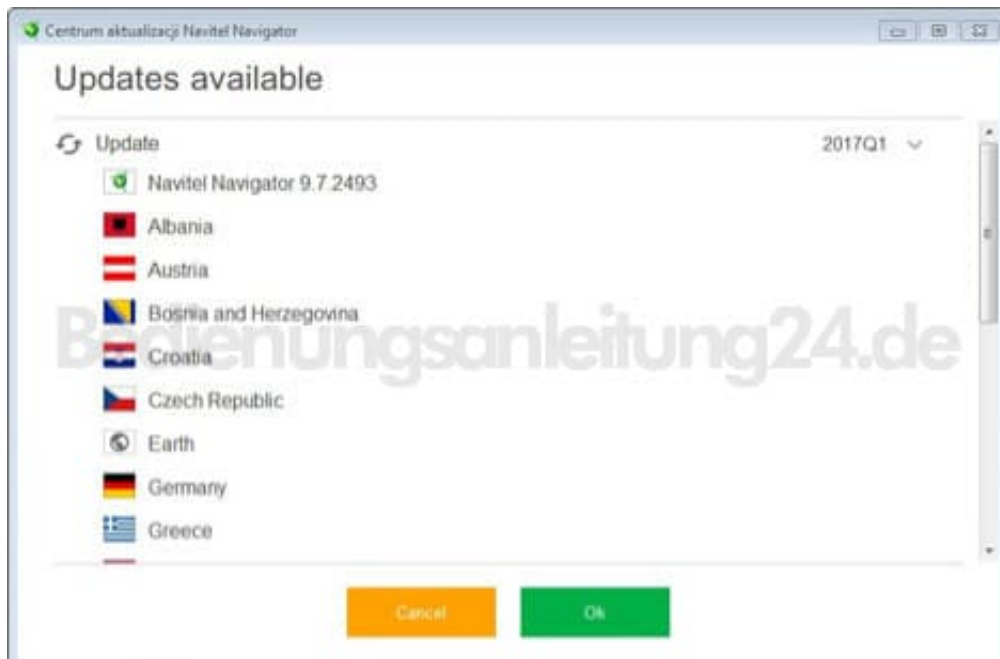 Centrum aktualizacji Navitel Navigator
Updates available
Update 2017Q1
Navitel Navigator 9.7.2493
Albania
Austria
Bosnia and Herzegovina
Bedienungsanleitung24.de
Croatia
Czech Republic
Earth
Germany
Greece
Cancel Ok